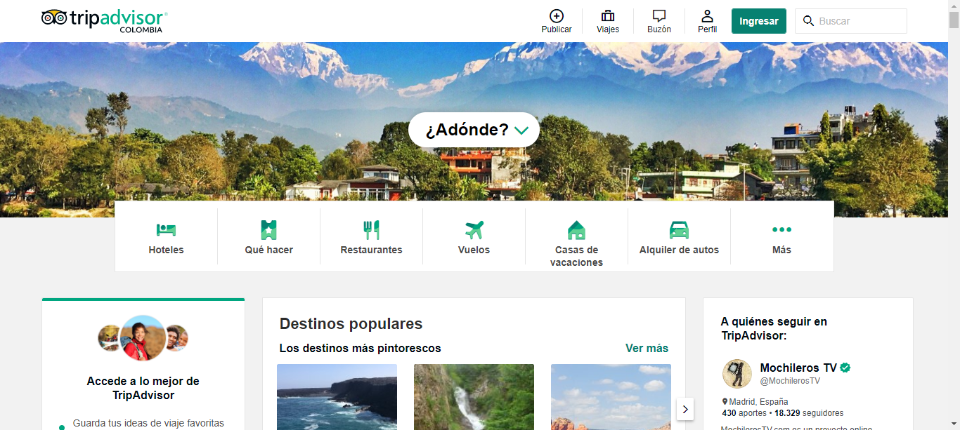 tripadvisor
COLOMBIA
Publicar
Viajes
Buzón
Perfil
Ingresar
Buscar
¿Adónde?
Hoteles
Qué hacer
Restaurantes
Vuelos
Casas de
vacaciones
Alquiler de autos
Más
Accede a lo mejor de
TripAdvisor
Guarda tus ideas de viaje favoritas
Destinos populares
Los destinos más pintorescos
Ver más
A quiénes seguir en
TripAdvisor:
Mochileros TV
@MochilerosTV
Madrid, España
430 aportes • 18.329 seguidores
MochilerosTV.com es un proyecto online